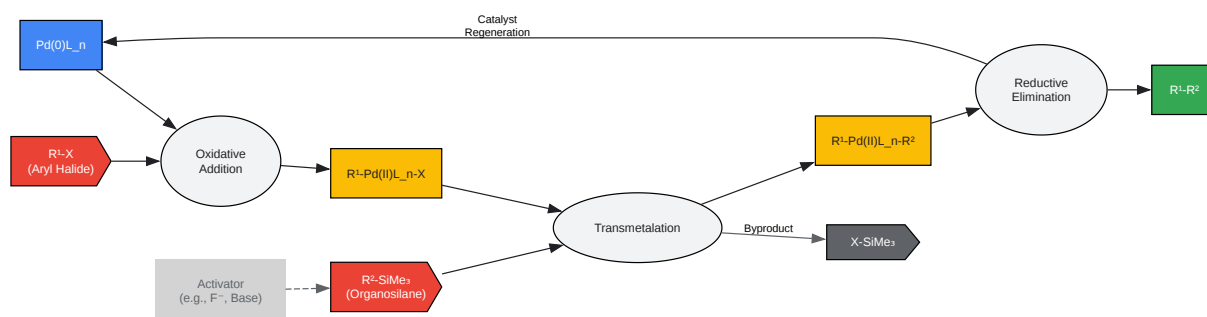 Catalyst
Regeneration
Pd(0)L_n
Reductive
Elimination
R¹-R²
R¹-X
(Aryl Halide)
Oxidative
Addition
R¹-Pd(II)L_n-R²
R¹-Pd(II)L_n-X
Transmetalation
Byproduct
X-SiMe₃
Activator
(e.g., F⁻, Base)
R²-SiMe₃
(Organosilane)